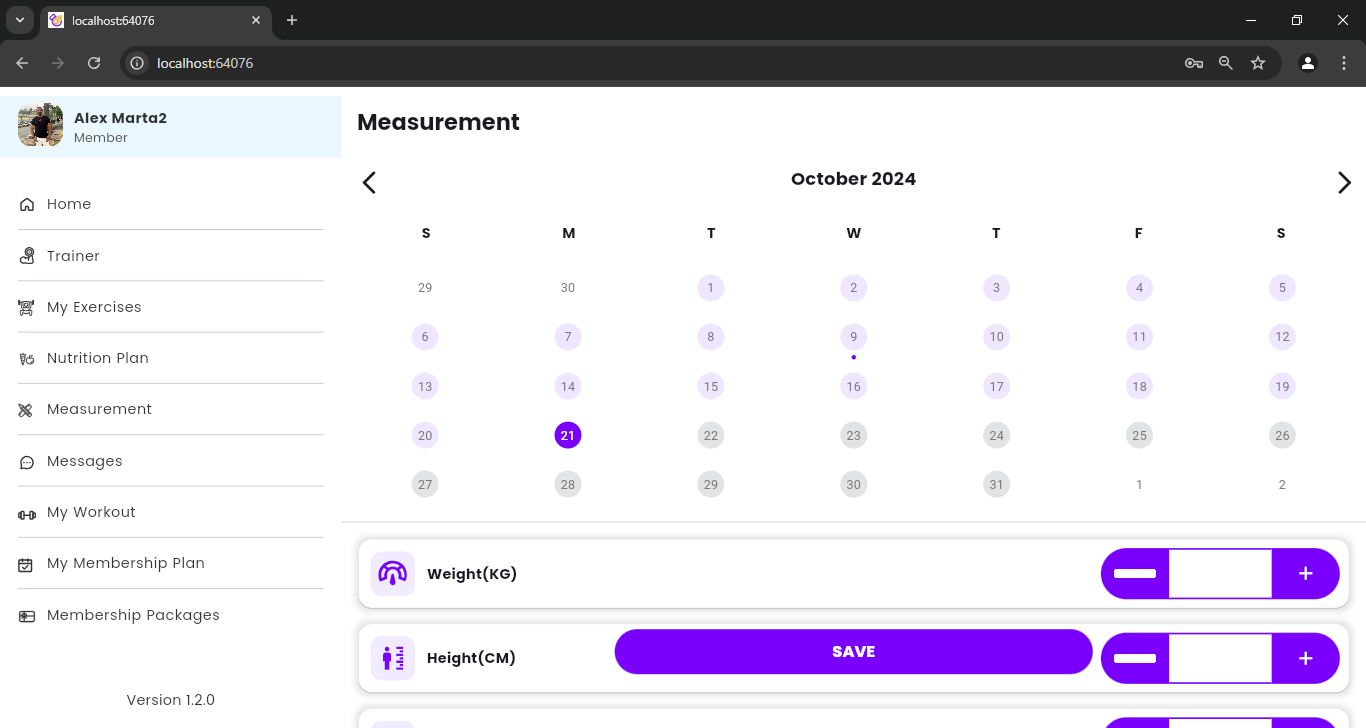 localhost:64076
localhost:64076
Alex Marta2
Member
Home
Trainer
My Exercises
Nutrition Plan
Measurement
Messages
My Workout
My Membership Plan
Membership Packages
Version 1.2.0
Measurement
October 2024
S M T W T F S
29 30 1 2 3 4 5
6 7 8 9 10 11 12
13 14 15 16 17 18 19
20 21 22 23 24 25 26
27 28 29 30 31 1 2
Weight(KG)
+
Height(CM)
SAVE
+